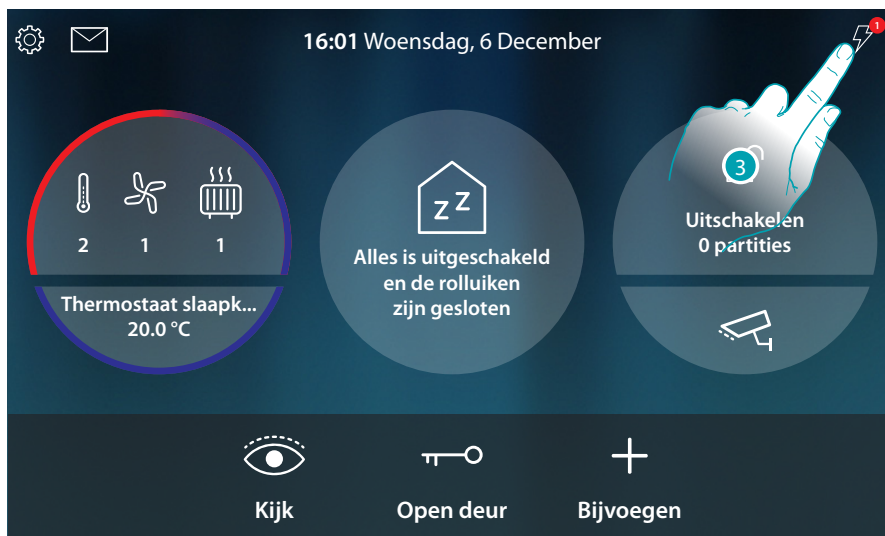 16:01 Woensdag, 6 December
1
3
2 1 1
Thermostaat slaapk...
20.0 °C
z Z
Alles is uitgeschakeld
en de rolluiken
zijn gesloten
Uitschakelen
0 partities
Kijk
Open deur
Bijvoegen